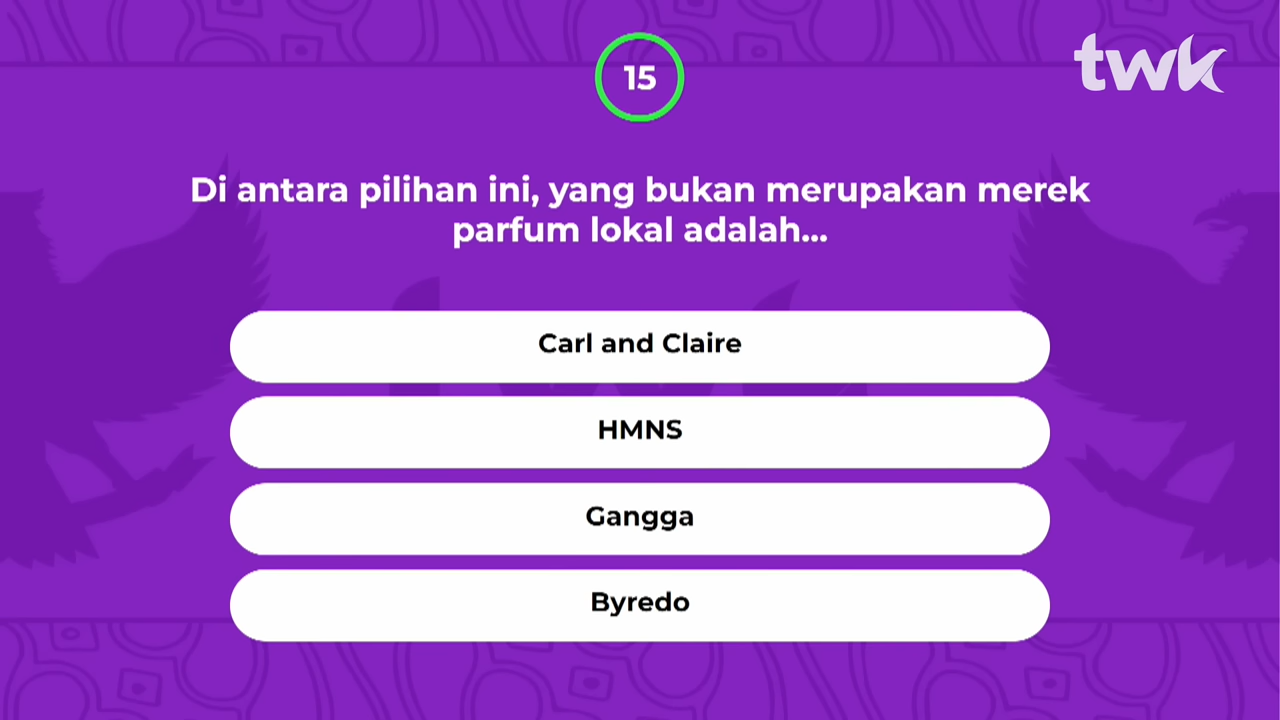 15
twk
Di antara pilihan ini, yang bukan merupakan merek
parfum lokal adalah...
Carl and Claire
HMNS
Gangga
Byredo